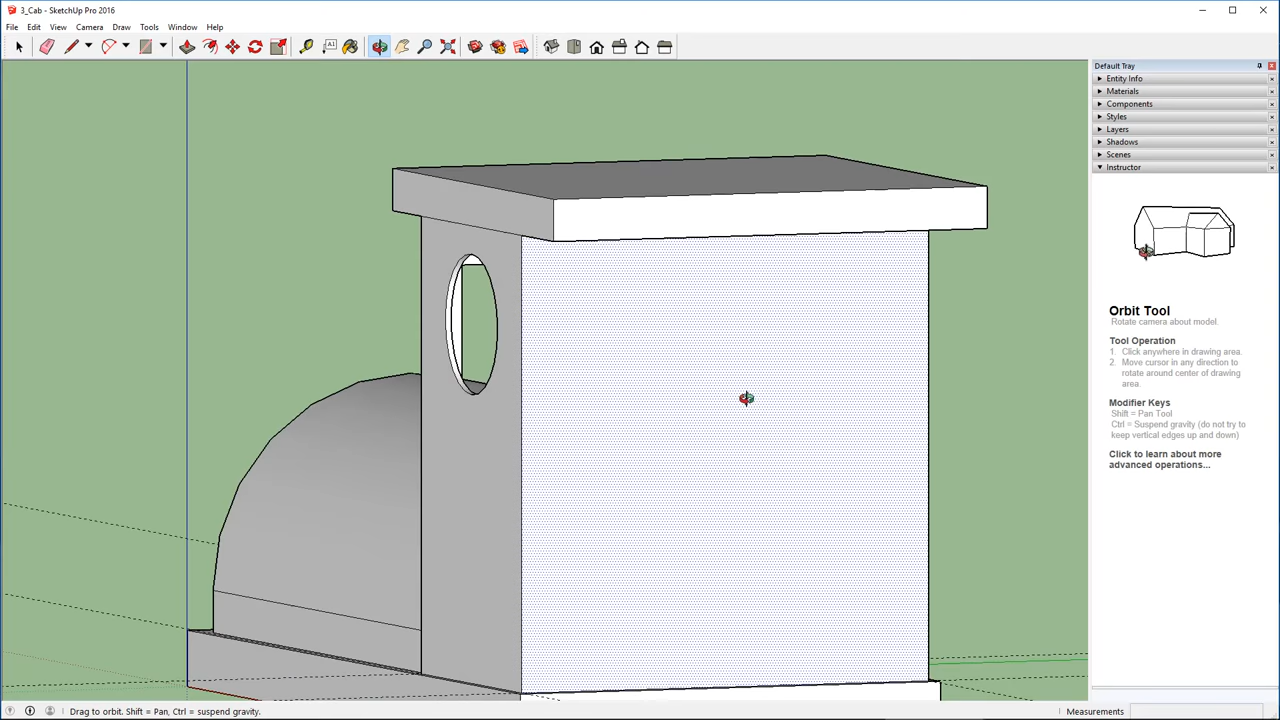 3_Cab - SketchUp Pro 2016
File Edit View Camera Draw Tools Window Help
A1
Default Tray
Entity Info
Materials
Components
Styles
Layers
Shadows
Scenes
Instructor
Orbit Tool
Rotate camera about model.
Tool Operation
1. Click anywhere in drawing area.
2. Move cursor in any direction to
rotate around center of drawing
area.
Modifier Keys
Shift = Pan Tool
Ctrl = Suspend gravity (do not try to
keep vertical edges up and down)
Click to learn about more
advanced operations...
Drag to orbit. Shift = Pan, Ctrl = suspend gravity.
Measurements